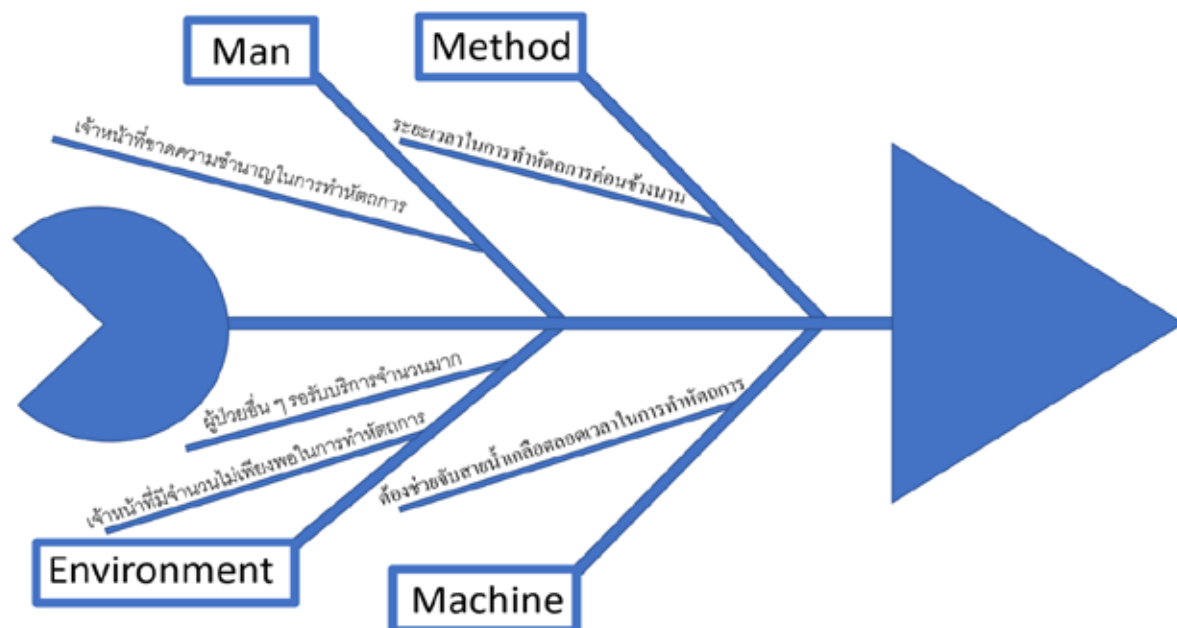 Man
Method
เจ้าหน้าที่ขาดความชำนาญในการทำหัตถการ
ระยะเวลาในการทำหัตถการค่อนข้างนาน
ผู้ป่วยอื่น ๆ รอรับบริการจำนวนมาก
เจ้าหน้าที่มีจำนวนไม่เพียงพอในการทำหัตถการ
ต้องช่วยจับสายน้ำเกลือตลอดเวลาในการทำหัตถการ
Environment
Machine